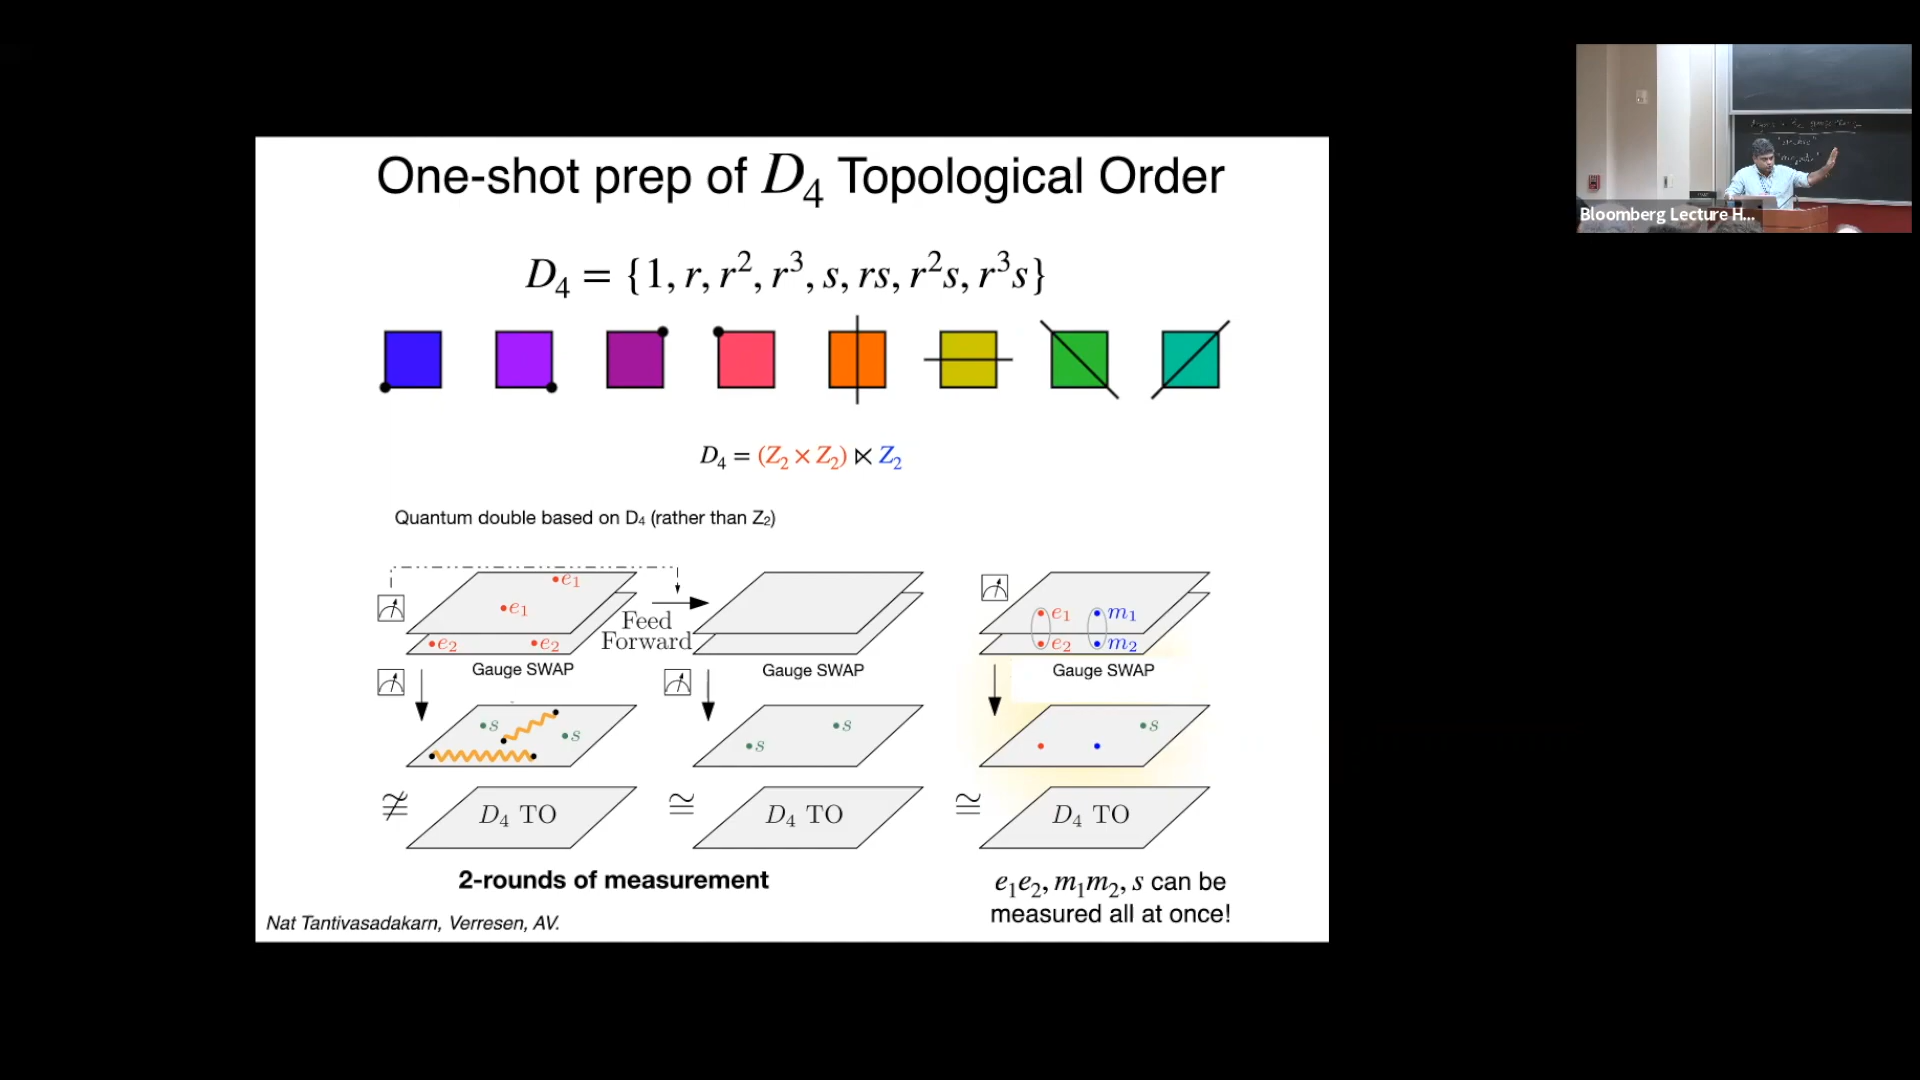 One-shot prep of D₄ Topological Order
D₄ = {1, r, r², r³, s, rs, r²s, r³s}
D₄ = (Z₂ × Z₂) ⋉ Z₂
Quantum double based on D₄ (rather than Z₂)
e₁
e₁
e₂
e₂
Feed
Forward
Gauge SWAP
s
s
≇
D₄ TO
Gauge SWAP
s
s
≅
D₄ TO
e₁
m₁
e₂
m₂
Gauge SWAP
s
≅
D₄ TO
2-rounds of measurement
e₁e₂, m₁m₂, s can be
measured all at once!
Nat Tantivasadakarn, Verresen, AV.
Bloomberg Lecture H...